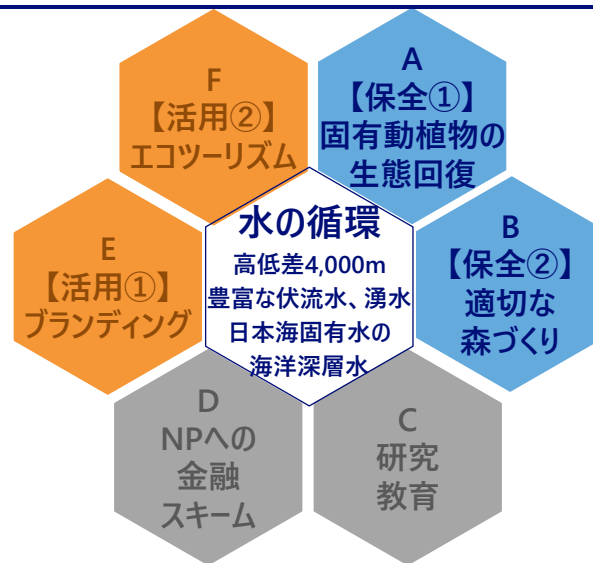 F
【活用②】
エコツーリズム
A
【保全①】
固有動植物の
生態回復
水の循環
高低差4,000m
豊富な伏流水、湧水
日本海固有水の
海洋深層水
E
【活用①】
ブランディング
B
【保全②】
適切な
森づくり
D
NPへの
金融
スキーム
C
研究
教育